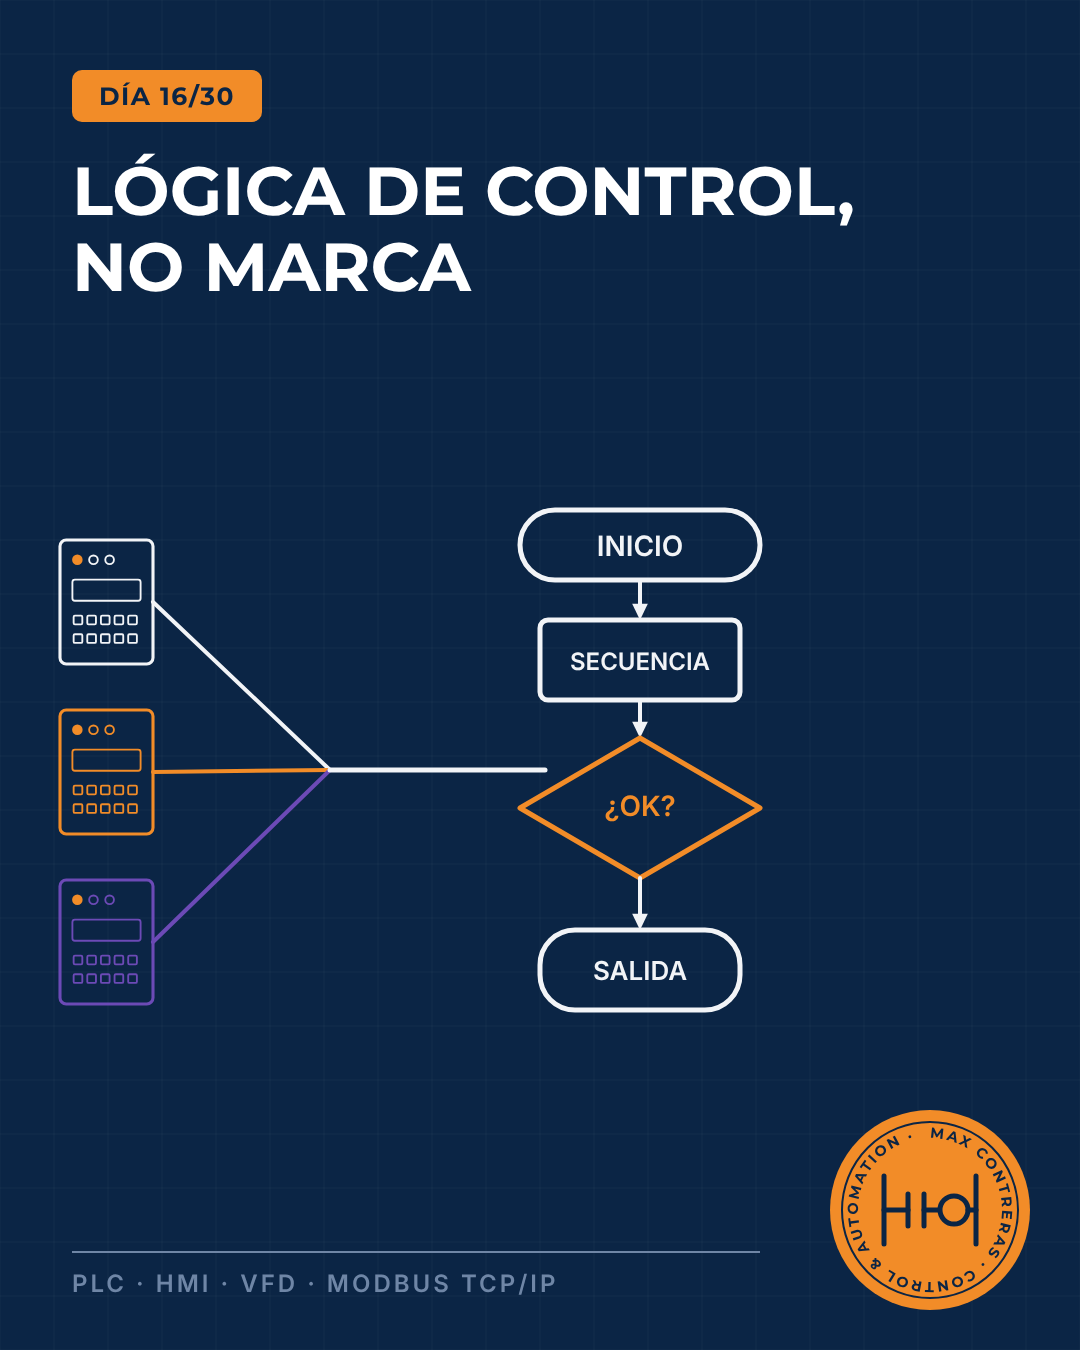 DÍA 16/30
LÓGICA DE CONTROL,
NO MARCA
INICIO
SECUENCIA
¿OK?
SALIDA
MAX CONTRERAS · CONTROL & AUTOMATION ·
PLC · HMI · VFD · MODBUS TCP/IP